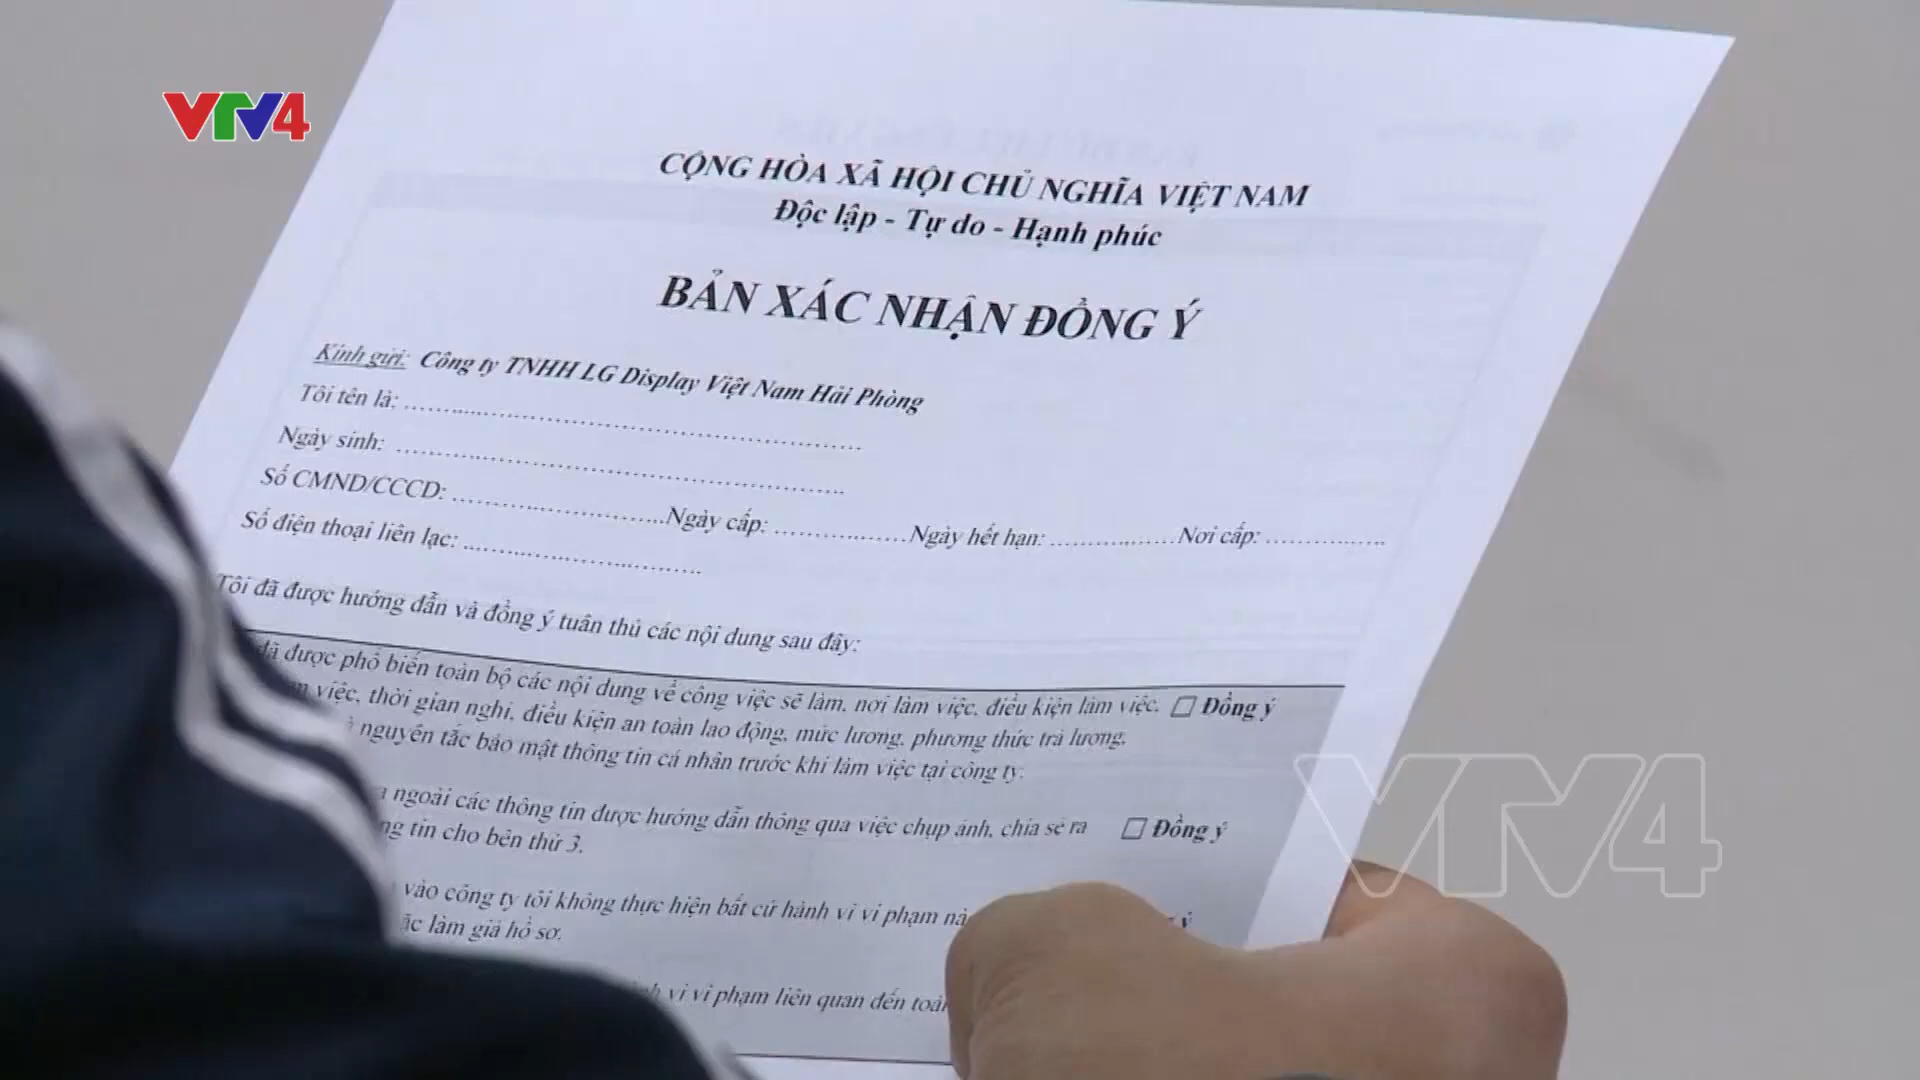 VTV4
CỘNG HÒA XÃ HỘI CHỦ NGHĨA VIỆT NAM
Độc lập - Tự do - Hạnh phúc
BẢN XÁC NHẬN ĐỒNG Ý
Kính gửi: Công ty TNHH LG Display Việt Nam Hải Phòng
Tôi tên là: ................................................
Ngày sinh: ................................................
Số CMND/CCCD: ........................Ngày cấp: ................Ngày hết hạn: ...............Nơi cấp: ..............
Số điện thoại liên lạc: ..........................
Tôi đã được hướng dẫn và đồng ý tuân thủ các nội dung sau đây:
đã được phổ biến toàn bộ các nội dung về công việc sẽ làm, nơi làm việc, điều kiện làm việc, □ Đồng ý
việc, thời gian nghỉ, điều kiện an toàn lao động, mức lương, phương thức trả lương,
nguyên tắc bảo mật thông tin cá nhân trước khi làm việc tại công ty.
ngoài các thông tin được hướng dẫn thông qua việc chụp ảnh, chia sẻ ra □ Đồng ý
tin cho bên thứ 3.
vào công ty tôi không thực hiện bất cứ hành vi vi phạm nà ý
làm giả hồ sơ.
vi vi phạm liên quan đến toà
VTV4